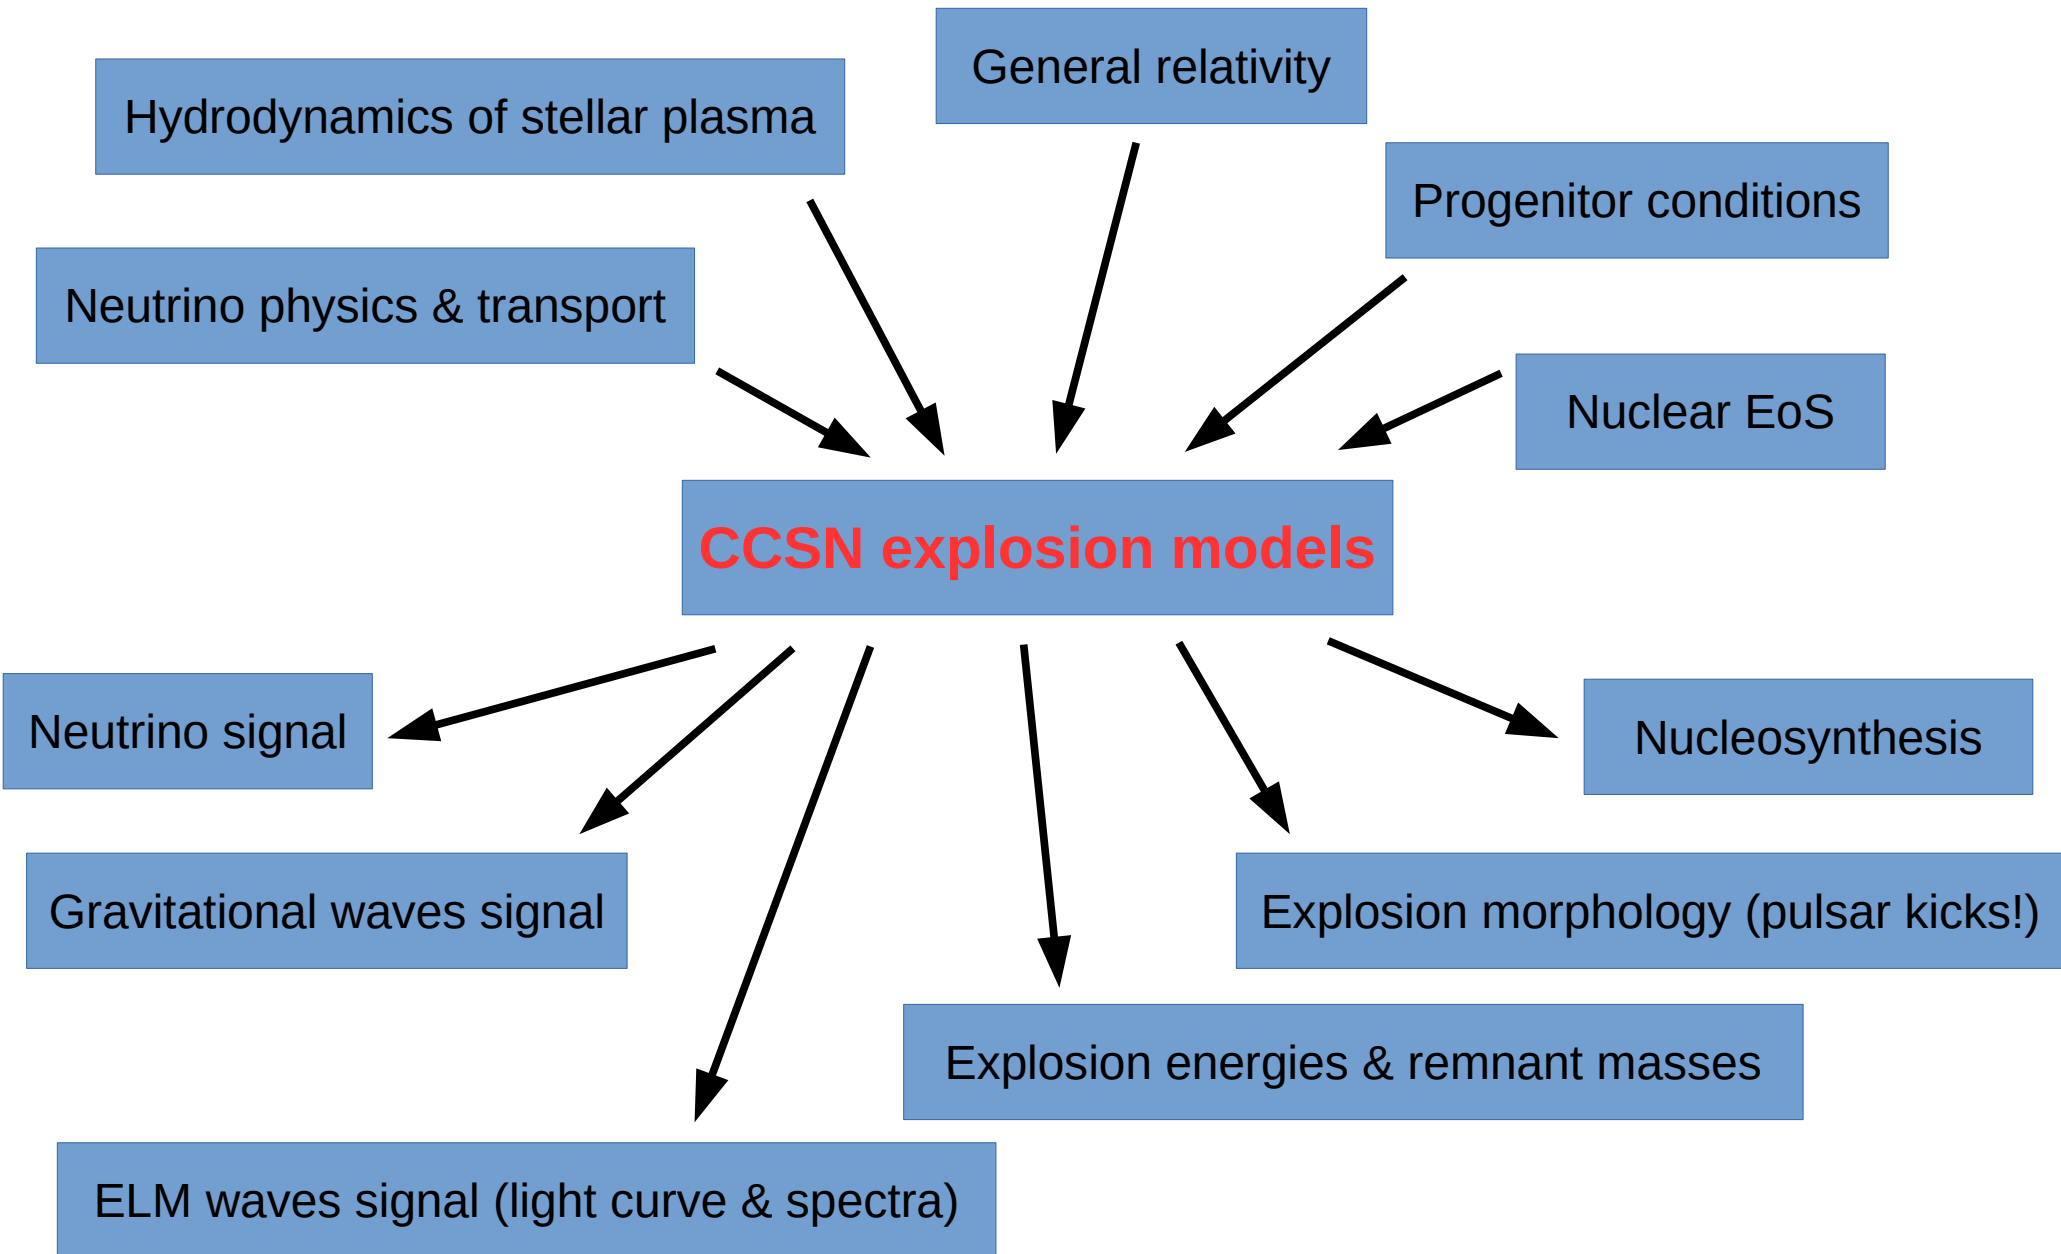 General relativity
Hydrodynamics of stellar plasma
Progenitor conditions
Neutrino physics & transport
Nuclear EoS
CCSN explosion models
Neutrino signal
Nucleosynthesis
Gravitational waves signal
Explosion morphology (pulsar kicks!)
Explosion energies & remnant masses
ELM waves signal (light curve & spectra)